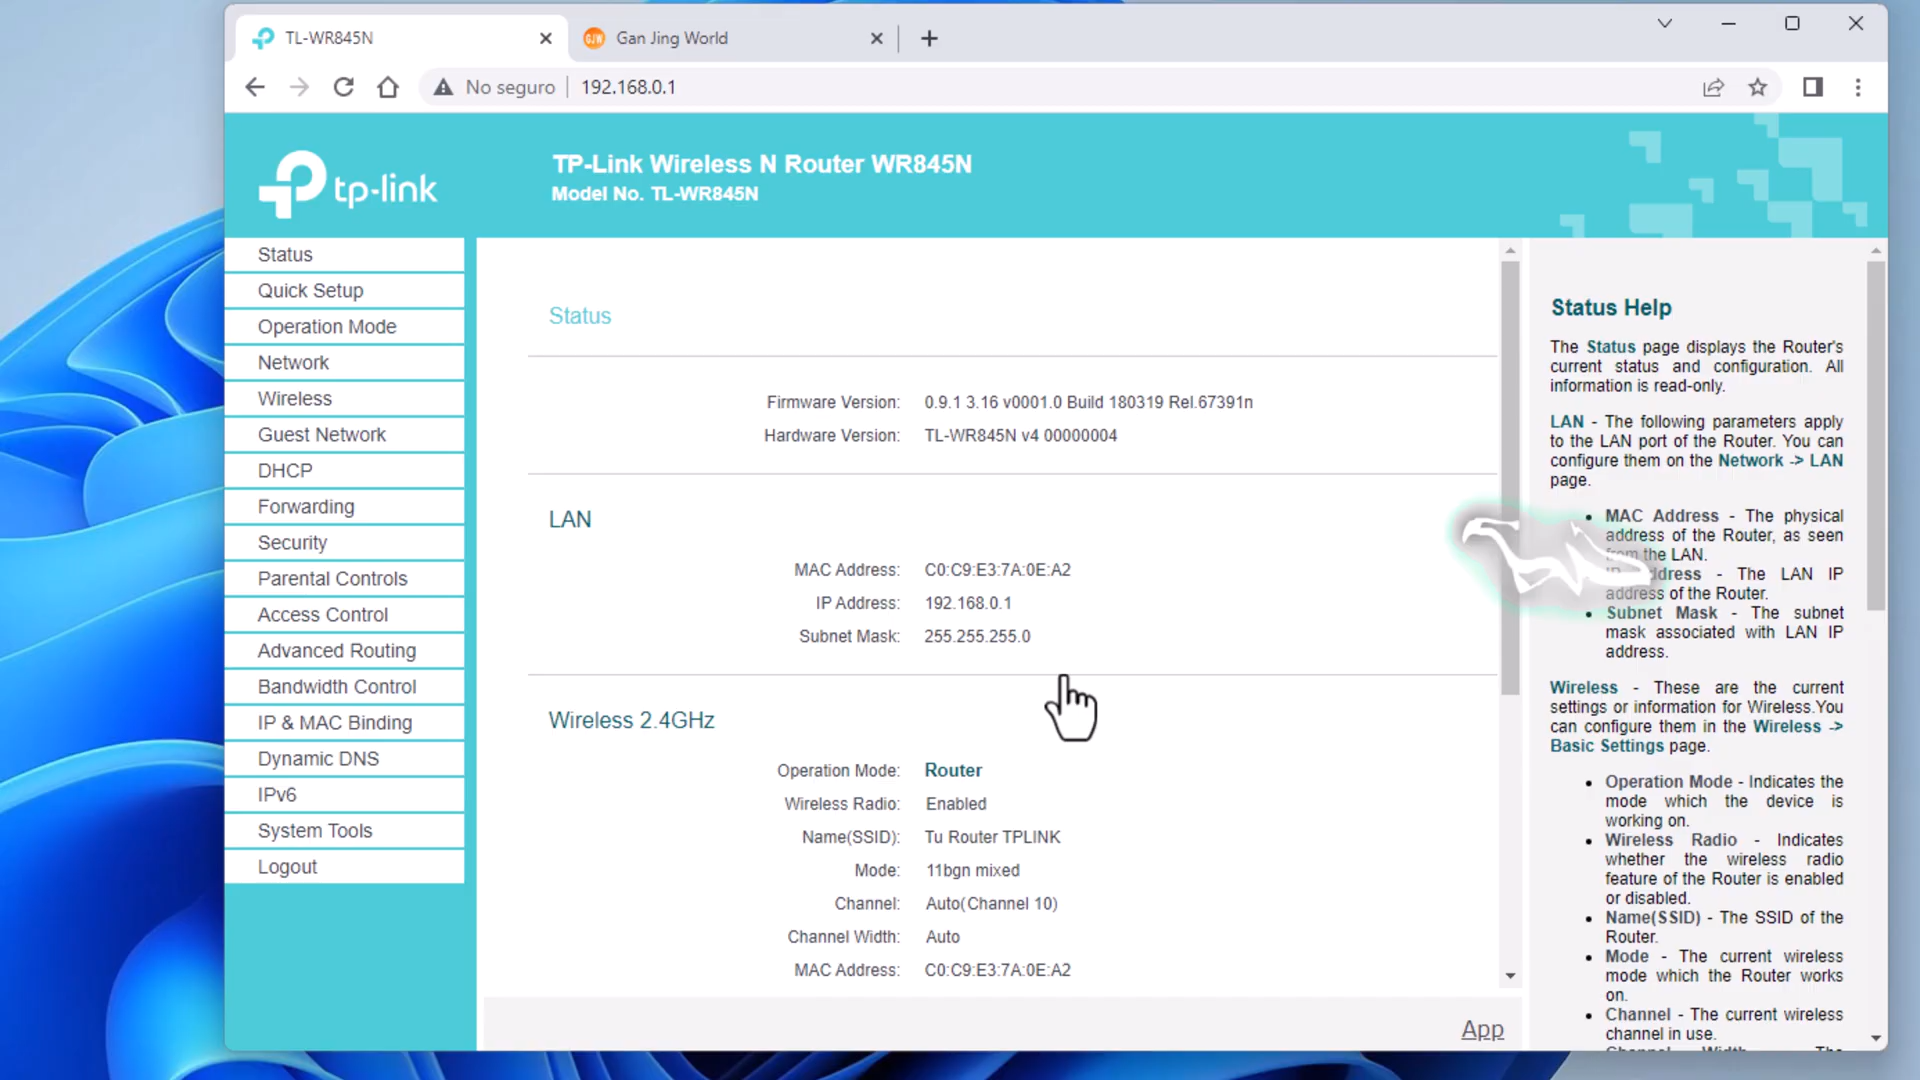 TL-WR845N
GJW
Gan Jing World
No seguro
192.168.0.1
tp-link
TP-Link Wireless N Router WR845N
Model No. TL-WR845N
Status
Quick Setup
Operation Mode
Network
Wireless
Guest Network
DHCP
Forwarding
Security
Parental Controls
Access Control
Advanced Routing
Bandwidth Control
IP & MAC Binding
Dynamic DNS
IPv6
System Tools
Logout
Status
Firmware Version: 0.9.1 3.16 v0001.0 Build 180319 Rel.67391n
Hardware Version: TL-WR845N v4 00000004
LAN
MAC Address: C0:C9:E3:7A:0E:A2
IP Address: 192.168.0.1
Subnet Mask: 255.255.255.0
Wireless 2.4GHz
Operation Mode: Router
Wireless Radio: Enabled
Name(SSID): Tu Router TPLINK
Mode: 11bgn mixed
Channel: Auto(Channel 10)
Channel Width: Auto
MAC Address: C0:C9:E3:7A:0E:A2
App
Status Help
The Status page displays the Router's
current status and configuration. All
information is read-only.
LAN - The following parameters apply
to the LAN port of the Router. You can
configure them on the Network -> LAN
page.
• MAC Address - The physical
address of the Router, as seen
from the LAN.
• IP Address - The LAN IP
address of the Router.
• Subnet Mask - The subnet
mask associated with LAN IP
address.
Wireless - These are the current
settings or information for Wireless.You
can configure them in the Wireless ->
Basic Settings page.
• Operation Mode - Indicates the
mode which the device is
working on.
• Wireless Radio - Indicates
whether the wireless radio
feature of the Router is enabled
or disabled.
• Name(SSID) - The SSID of the
Router.
• Mode - The current wireless
mode which the Router works
on.
• Channel - The current wireless
channel in use.